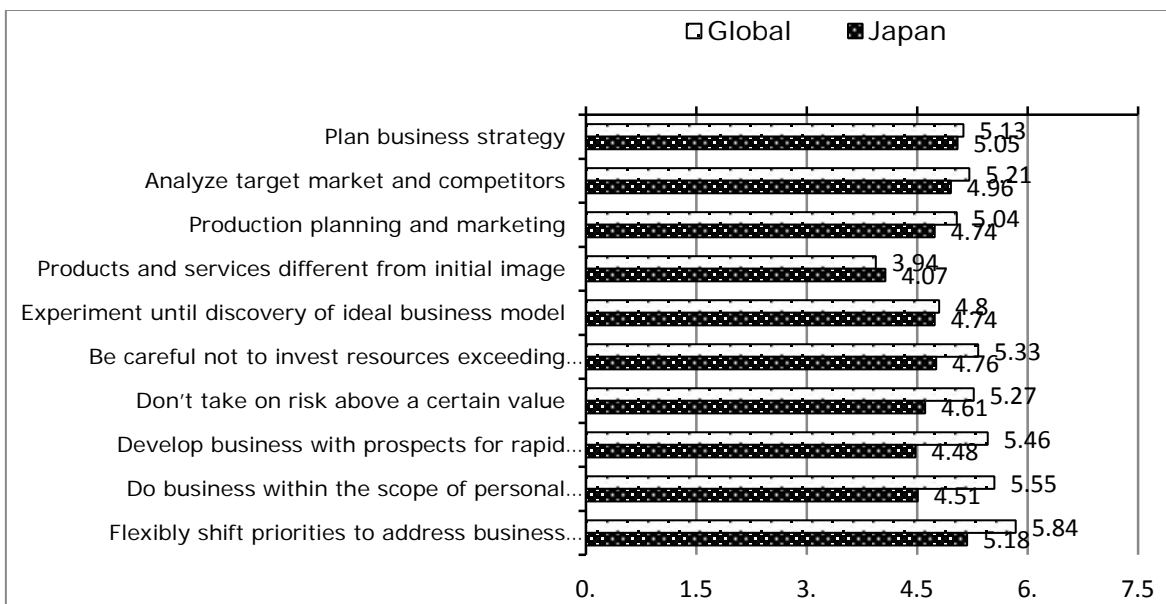 Global Japan
Plan business strategy 5.13
5.05
Analyze target market and competitors 5.21
4.96
Production planning and marketing 5.04
4.74
Products and services different from initial image 3.94
4.07
Experiment until discovery of ideal business model 4.8
4.74
Be careful not to invest resources exceeding... 5.33
4.76
Don't take on risk above a certain value 5.27
4.61
Develop business with prospects for rapid... 5.46
4.48
Do business within the scope of personal... 5.55
4.51
Flexibly shift priorities to address business... 5.84
5.18
0. 1.5 3. 4.5 6. 7.5